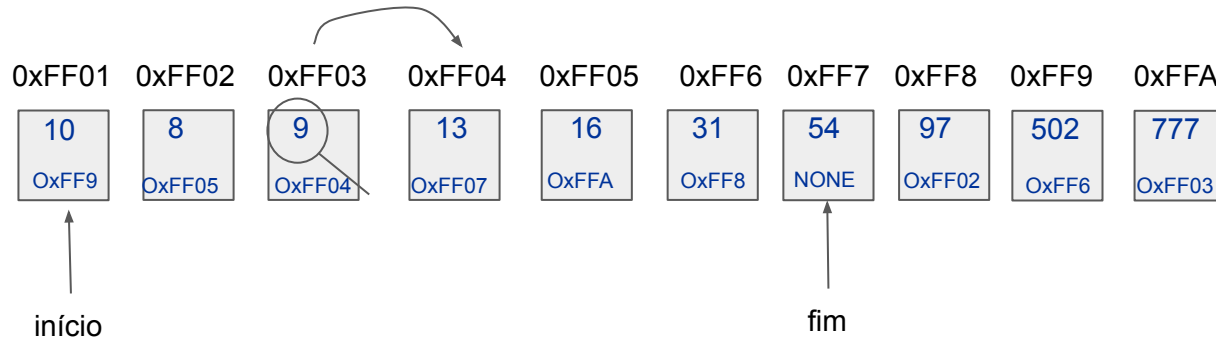 0xFF01 0xFF02 0xFF03 0xFF04 0xFF05 0xFF6 0xFF7 0xFF8 0xFF9 0xFFA
10 8 9 13 16 31 54 97 502 777
OxFF9 OxFF05 OxFF04 OxFF07 OxFFA OxFF8 NONE OxFF02 OxFF6 OxFF03
início fim